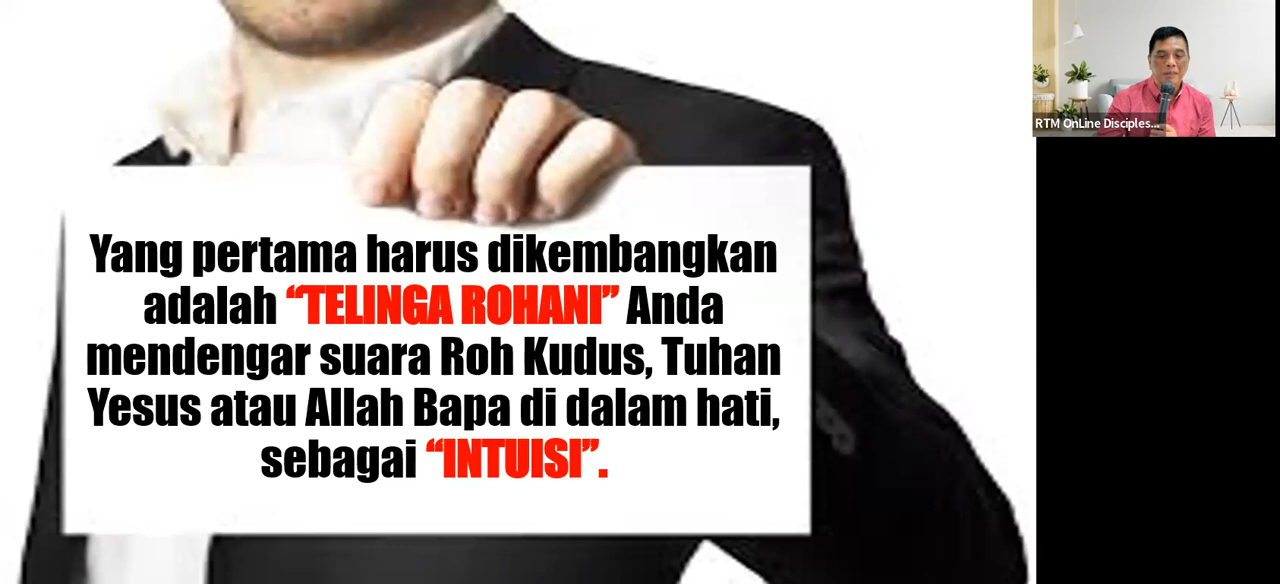 Yang pertama harus dikembangkan
adalah “TELINGA ROHANI” Anda
mendengar suara Roh Kudus, Tuhan
Yesus atau Allah Bapa di dalam hati,
sebagai “INTUISI”.
RTM OnLine Disciples...